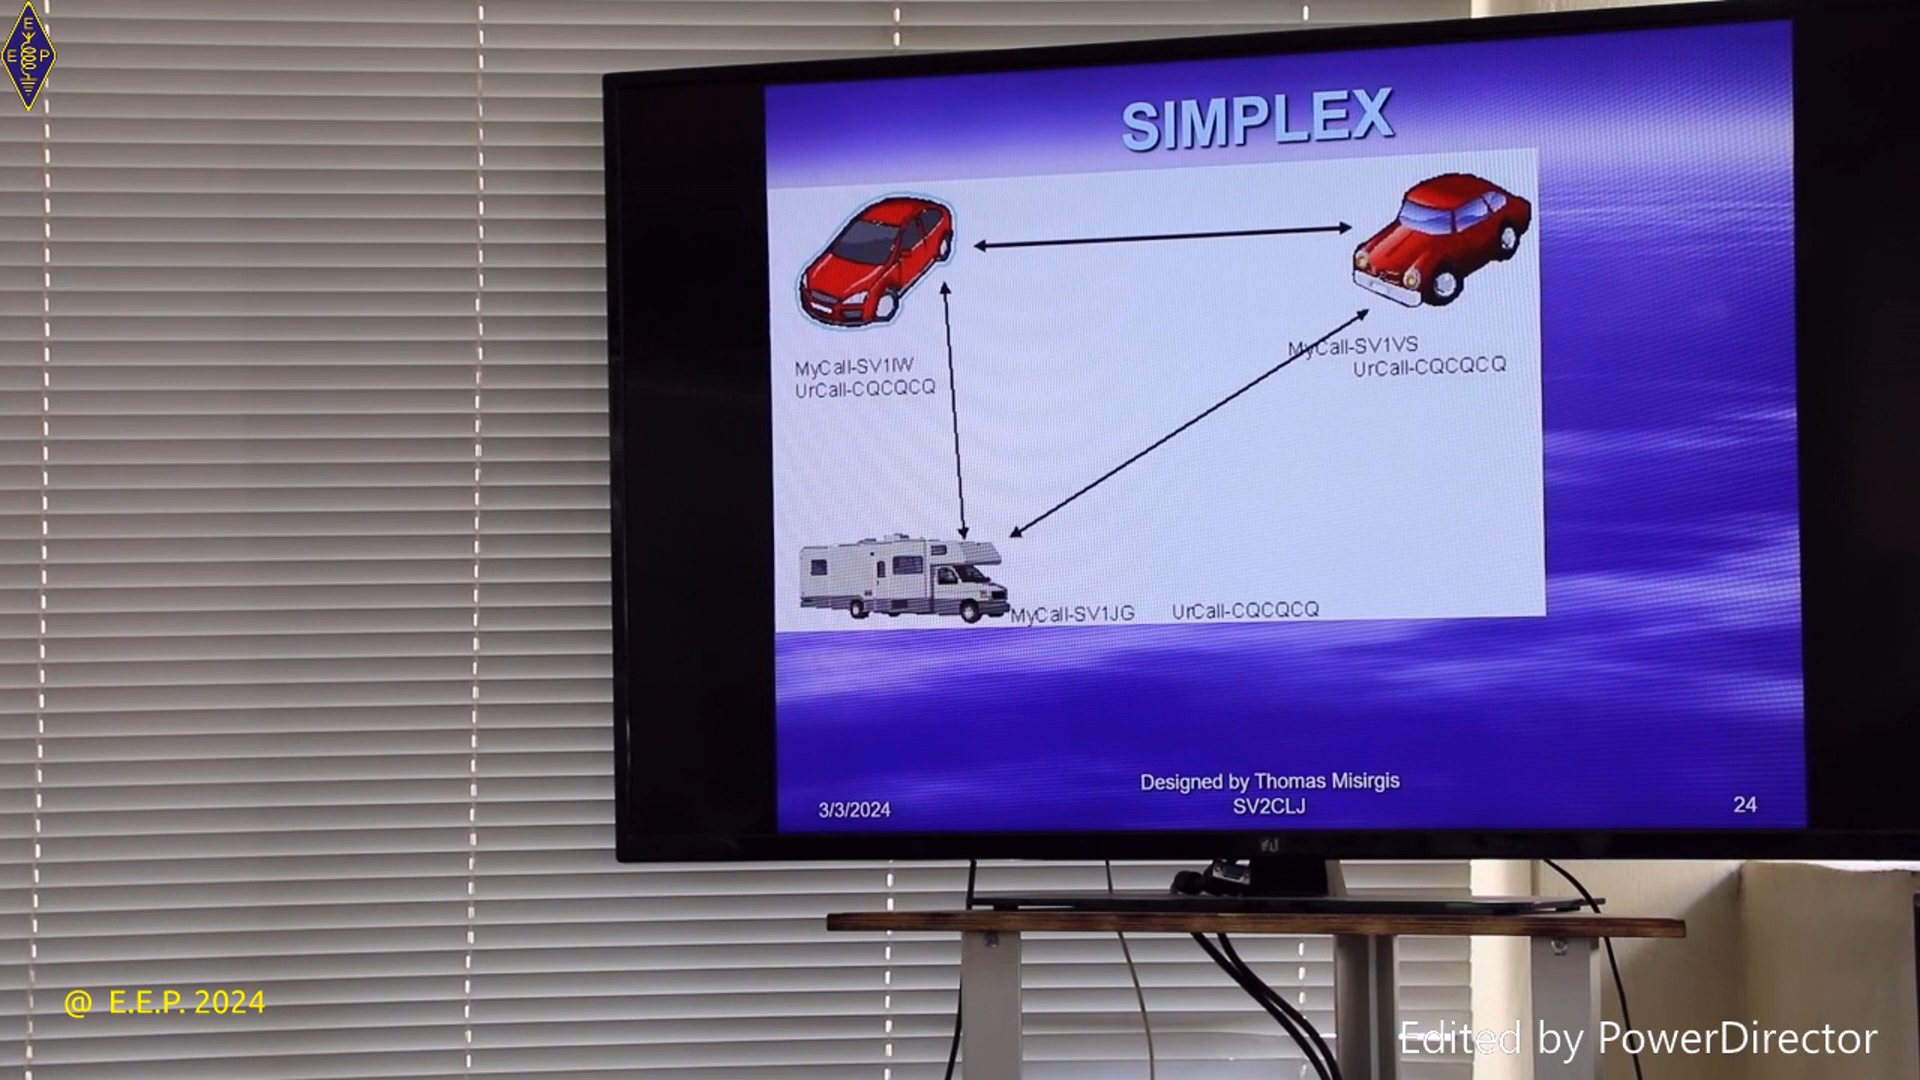 E
E P
SIMPLEX
MyCall-SV1IW
UrCall-CQCQCQ
MyCall-SV1VS
UrCall-CQCQCQ
MyCall-SV1JG UrCall-CQCQCQ
3/3/2024
Designed by Thomas Misirgis
SV2CLJ
24
@ E.E.P. 2024
Edited by PowerDirector